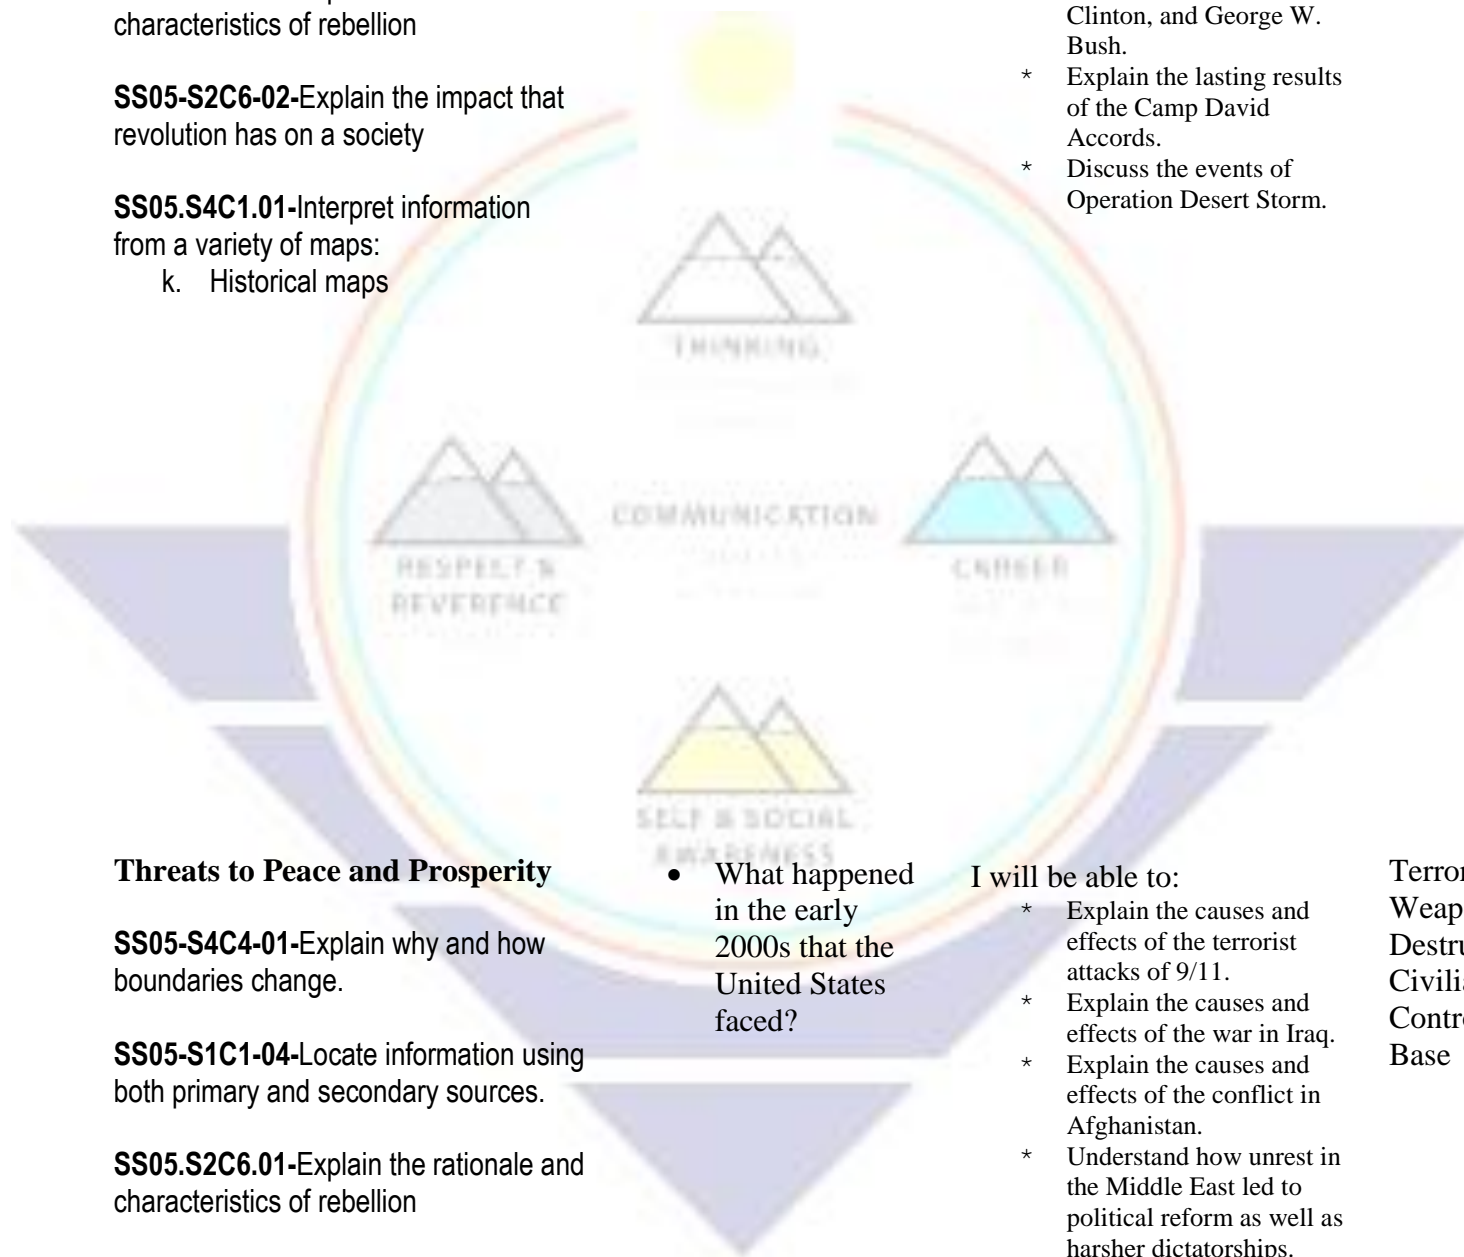 characteristics of rebellion
SS05-S2C6-02-Explain the impact that
revolution has on a society
SS05.S4C1.01-Interpret information
from a variety of maps:
k. Historical maps
Clinton, and George W.
Bush.
* Explain the lasting results
of the Camp David
Accords.
* Discuss the events of
Operation Desert Storm.
THINKING
COMMUNICATION
RESPECT &
REVERENCE
CAREER
SELF & SOCIAL
AWARENESS
Threats to Peace and Prosperity
SS05-S4C4-01-Explain why and how
boundaries change.
SS05-S1C1-04-Locate information using
both primary and secondary sources.
SS05.S2C6.01-Explain the rationale and
characteristics of rebellion
• What happened
in the early
2000s that the
United States
faced?
I will be able to:
* Explain the causes and
effects of the terrorist
attacks of 9/11.
* Explain the causes and
effects of the war in Iraq.
* Explain the causes and
effects of the conflict in
Afghanistan.
* Understand how unrest in
the Middle East led to
political reform as well as
harsher dictatorships.
Terror
Weap
Destru
Civilia
Contro
Base